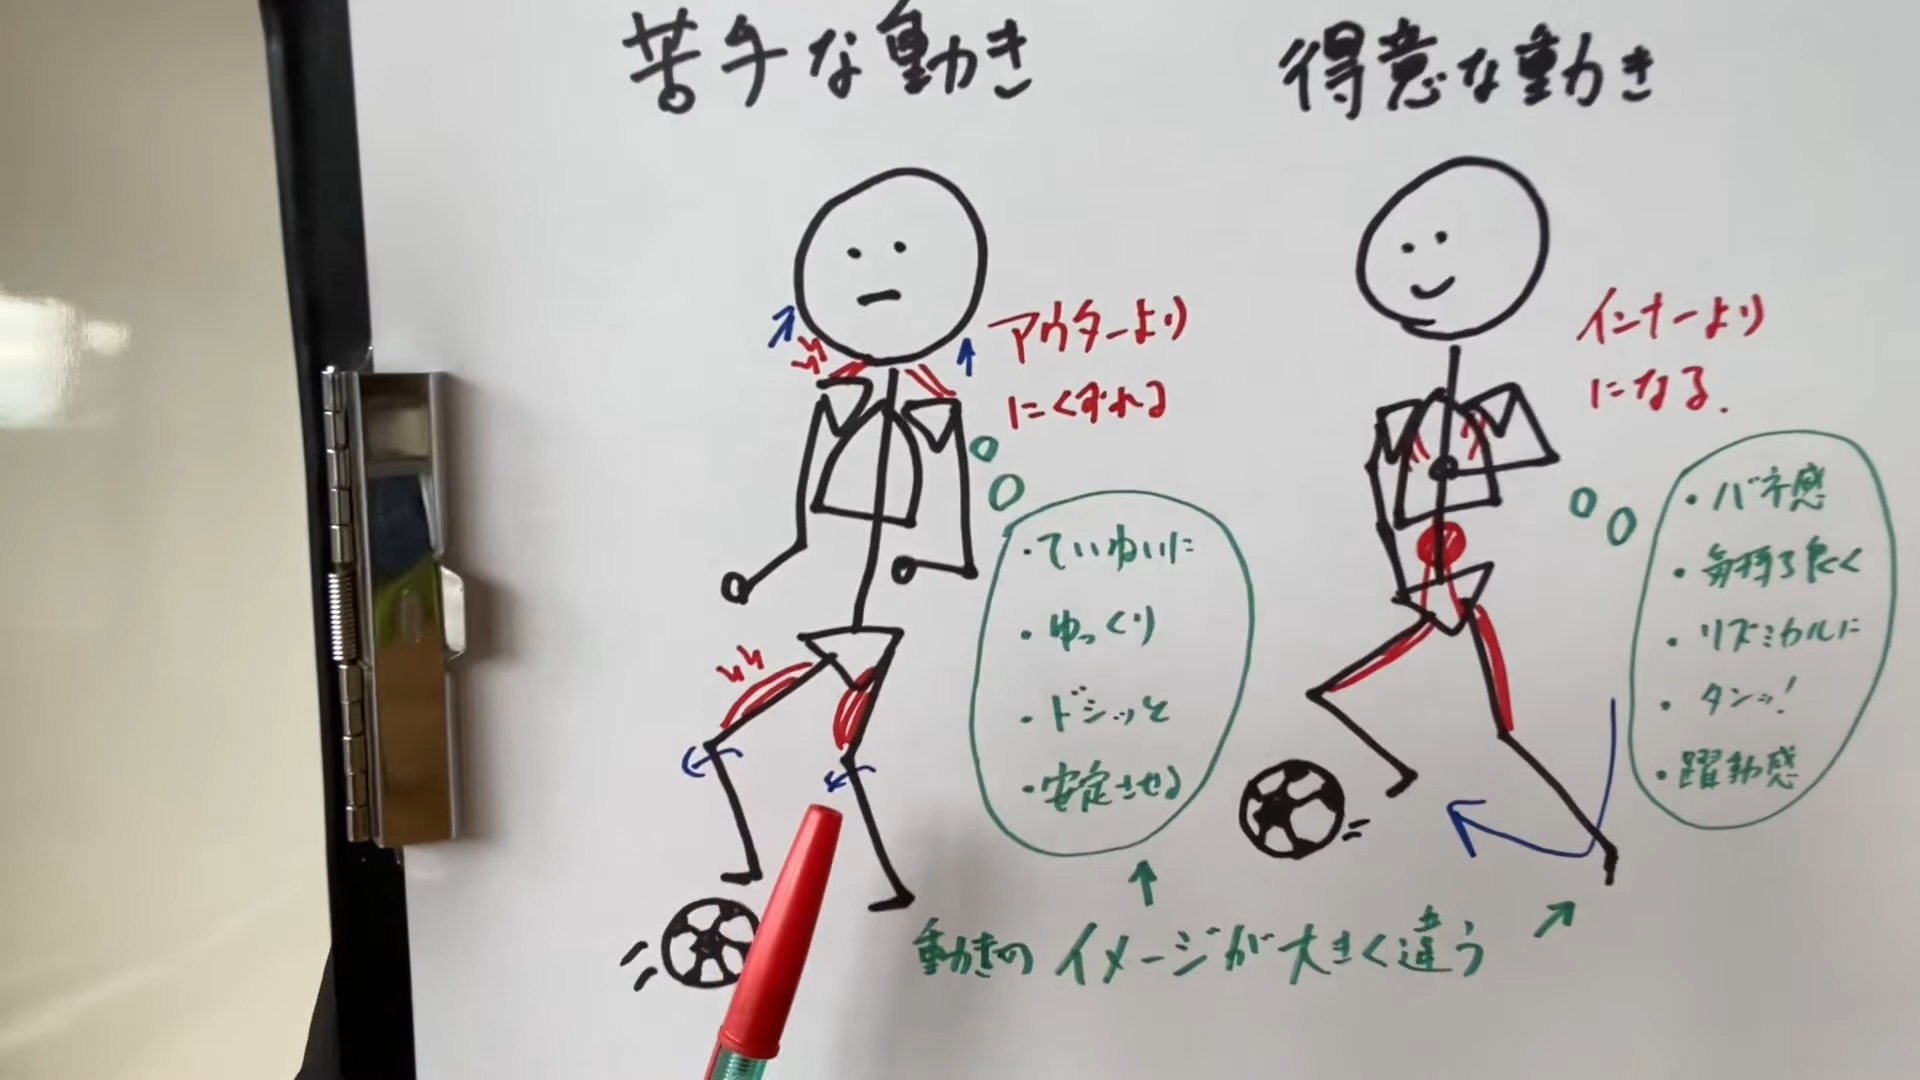 苦手な動き
得意な動き
アウターより
にくずれる
インナーより
になる.
・ていねいに
・ゆっくり
・ドシッと
・安定させる
・バネ感
・気持ち良く
・リズミカルに
・タンッ!
・躍動感
動きのイメージが大きく違う